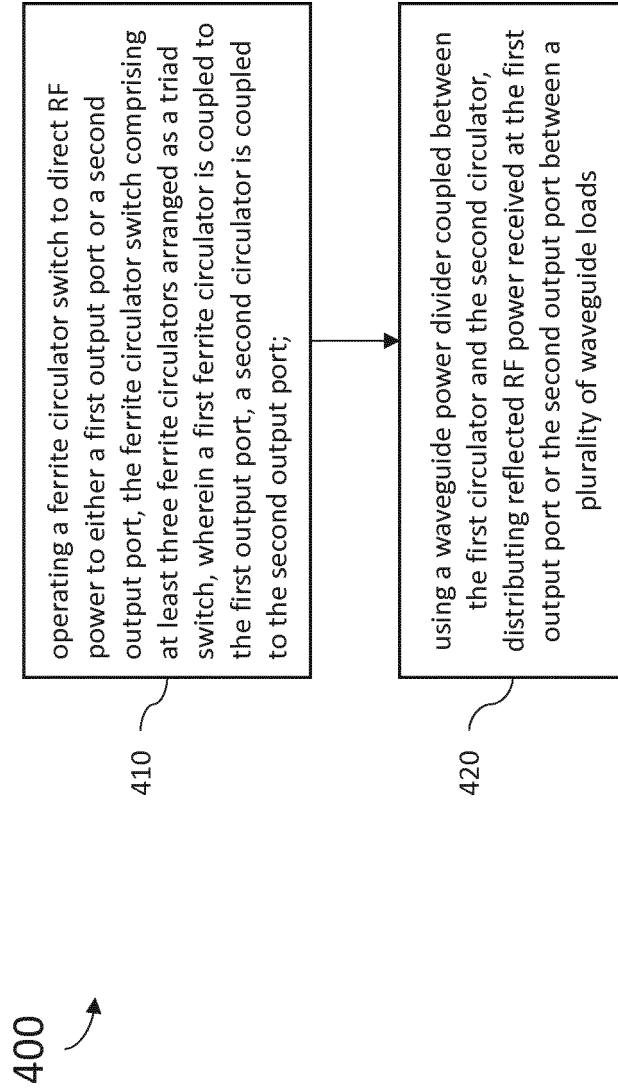 400
410
operating a ferrite circulator switch to direct RF
power to either a first output port or a second
output port, the ferrite circulator switch comprising
at least three ferrite circulators arranged as a triad
switch, wherein a first ferrite circulator is coupled to
the first output port, a second circulator is coupled
to the second output port;
420
using a waveguide power divider coupled between
the first circulator and the second circulator,
distributing reflected RF power received at the first
output port or the second output port between a
plurality of waveguide loads